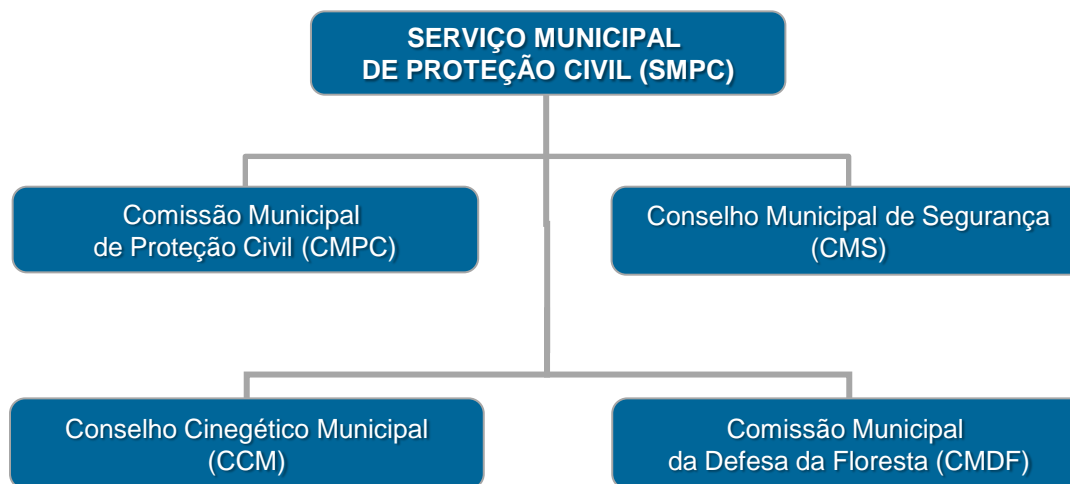 SERVIÇO MUNICIPAL
DE PROTEÇÃO CIVIL (SMPC)
Comissão Municipal
de Proteção Civil (CMPC)
Conselho Municipal de Segurança
(CMS)
Conselho Cinegético Municipal
(CCM)
Comissão Municipal
da Defesa da Floresta (CMDF)